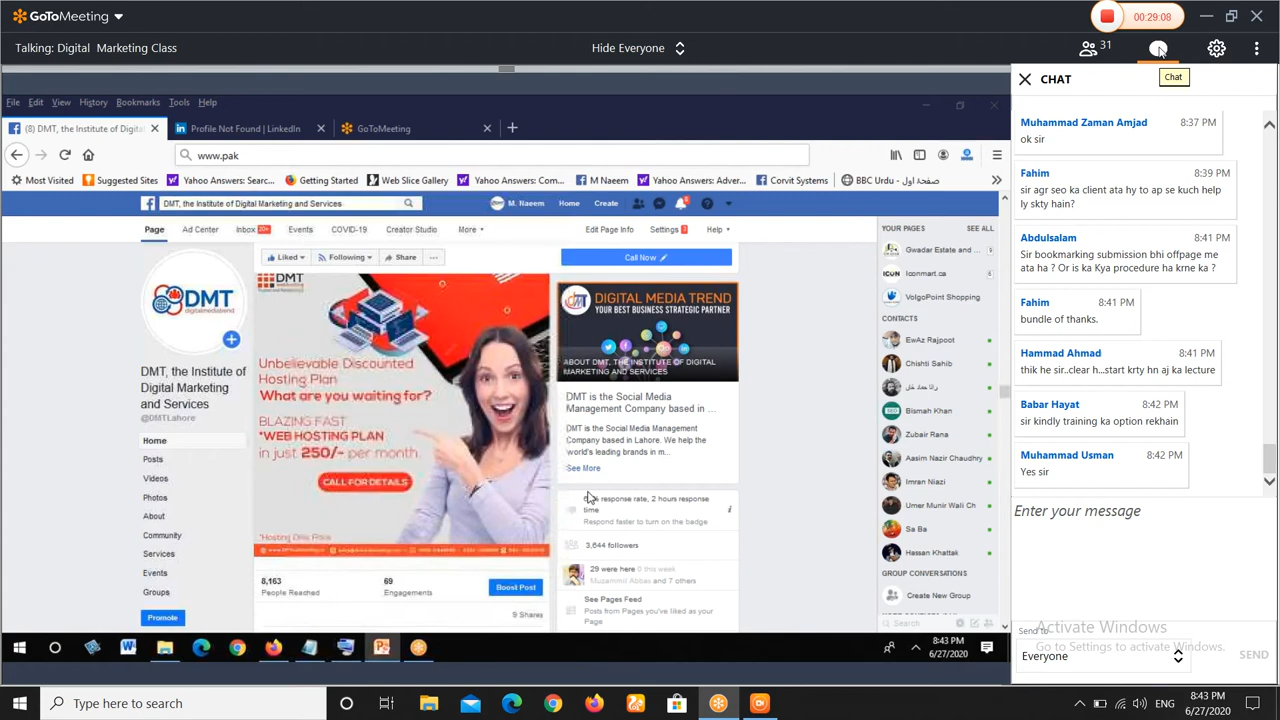 GoToMeeting
00:29:08
Talking: Digital Marketing Class
Hide Everyone
31
Chat
CHAT
File Edit View History Bookmarks Tools Help
(8) DMT, the Institute of Digital
Profile Not Found | LinkedIn
GoToMeeting
www.pak
Most Visited
Suggested Sites
Yahoo Answers: Searc...
Getting Started
Web Slice Gallery
Yahoo Answers: Com...
M Naeem
Yahoo Answers: Adver...
Corvit Systems
BBC Urdu - صفحۂ اول
DMT, the Institute of Digital Marketing and Services
M. Naeem Home Create
Page Ad Center Inbox 20+ Events COVID-19 Creator Studio More
Edit Page Info Settings Help
Liked Following Share ...
Call Now
DMT
digitalmediatrend
DMT, the Institute of
Digital Marketing
and Services
@DMTLahore
Home
Posts
Videos
Photos
About
Community
Services
Events
Groups
Promote
DMT
Unbelievable Discounted
Hosting Plan
What are you waiting for?
BLAZING FAST
*WEB HOSTING PLAN
in just 250/- per month.
CALL FOR DETAILS
8,163
People Reached
69
Engagements
Boost Post
9 Shares
DIGITAL MEDIA TREND
YOUR BEST BUSINESS STRATEGIC PARTNER
ABOUT DMT, THE INSTITUTE OF DIGITAL
MARKETING AND SERVICES
DMT is the Social Media
Management Company based in ...
DMT is the Social Media Management
Company based in Lahore. We help the
world's leading brands in m...
See More
response rate, 2 hours response
time
Respond faster to turn on the badge
3,644 followers
29 were here 0 this week
Muzammil Abbas and 7 others
See Pages Feed
Posts from Pages you've liked as your
Page
YOUR PAGES SEE ALL
Gwadar Estate and ...
Iconmart.ca
VolgoPoint Shopping
CONTACTS
EwAz Rajpoot
Chishti Sahib
رانا حماد خان
Bismah Khan
Zubair Rana
Aasim Nazir Chaudhry
Imran Niazi
Umer Munir Wali Ch
Sa Ba
Hassan Khattak
GROUP CONVERSATIONS
Create New Group
Search
8:43 PM
6/27/2020
Muhammad Zaman Amjad 8:37 PM
ok sir
Fahim 8:39 PM
sir agr seo ka client ata hy to ap se kuch help
ly skty hain?
Abdulsalam 8:41 PM
Sir bookmarking submission bhi offpage me
ata ha ? Or is ka Kya procedure ha krne ka ?
Fahim 8:41 PM
bundle of thanks.
Hammad Ahmad 8:41 PM
thik he sir..clear h...start krty hn aj ka lecture
Babar Hayat 8:42 PM
sir kindly training ka option rekhain
Muhammad Usman 8:42 PM
Yes sir
Enter your message
Activate Windows
Go to Settings to activate Windows.
Send to
Everyone
SEND
Type here to search
ENG
8:43 PM
6/27/2020